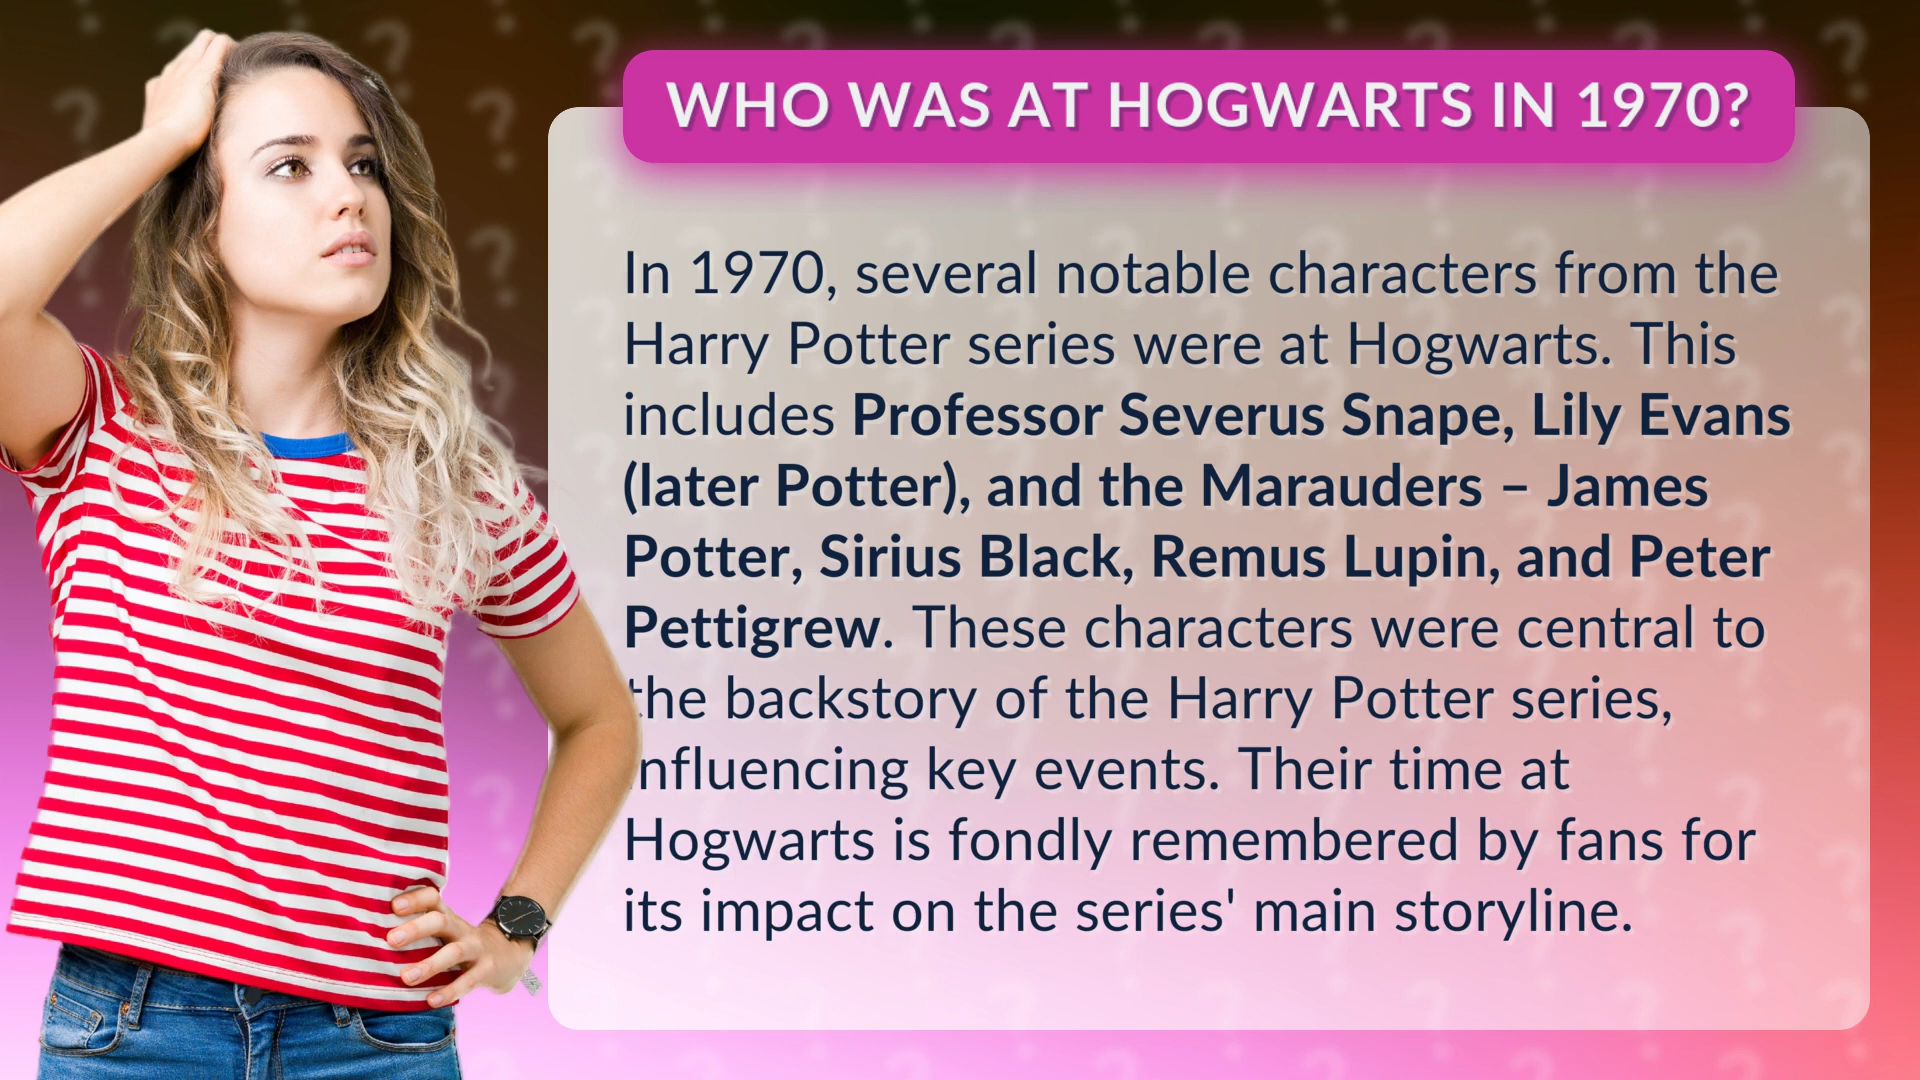 WHO WAS AT HOGWARTS IN 1970?
In 1970, several notable characters from the
Harry Potter series were at Hogwarts. This
includes Professor Severus Snape, Lily Evans
(later Potter), and the Marauders – James
Potter, Sirius Black, Remus Lupin, and Peter
Pettigrew. These characters were central to
the backstory of the Harry Potter series,
influencing key events. Their time at
Hogwarts is fondly remembered by fans for
its impact on the series' main storyline.